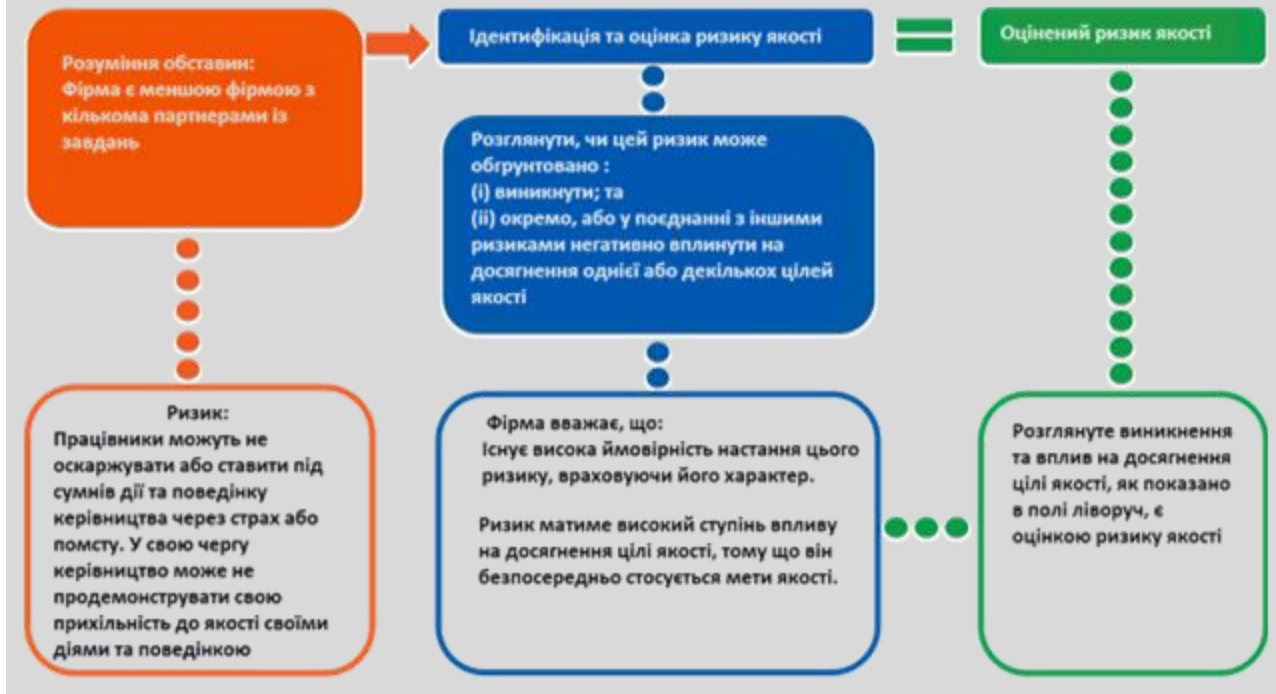 Розуміння обставин:
Фірма є меншою фірмою з
кількома партнерами із
завдань
Ідентифікація та оцінка ризику якості
Оцінений ризик якості
Розглянути, чи цей ризик може
обгрунтовано :
(i) виникнути; та
(ii) окремо, або у поєднанні з іншими
ризиками негативно вплинути на
досягнення однієї або декількох цілей
якості
Ризик:
Працівники можуть не
оскаржувати або ставити під
сумнів дії та поведінку
керівництва через страх або
помсту. У свою чергу
керівництво може не
продемонструвати свою
прихільність до якості своїми
діями та поведінкою
Фірма вважає, що:
Існує висока ймовірність настання цього
ризику, враховуючи його характер.
Ризик матиме високий ступінь впливу
на досягнення цілі якості, тому що він
безпосередньо стосується мети якості.
Розгляньте виникнення
та вплив на досягнення
цілі якості, як показано
в полі ліворуч, є
оцінкою ризику якості